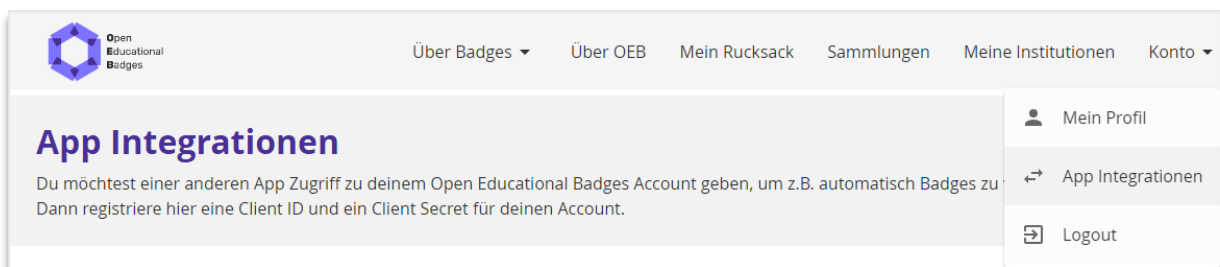 Open
Educational
Badges
Über Badges
Über OEB
Mein Rucksack
Sammlungen
Meine Institutionen
Konto
Mein Profil
App Integrationen
Logout
App Integrationen
Du möchtest einer anderen App Zugriff zu deinem Open Educational Badges Account geben, um z.B. automatisch Badges zu
Dann registriere hier eine Client ID und ein Client Secret für deinen Account.